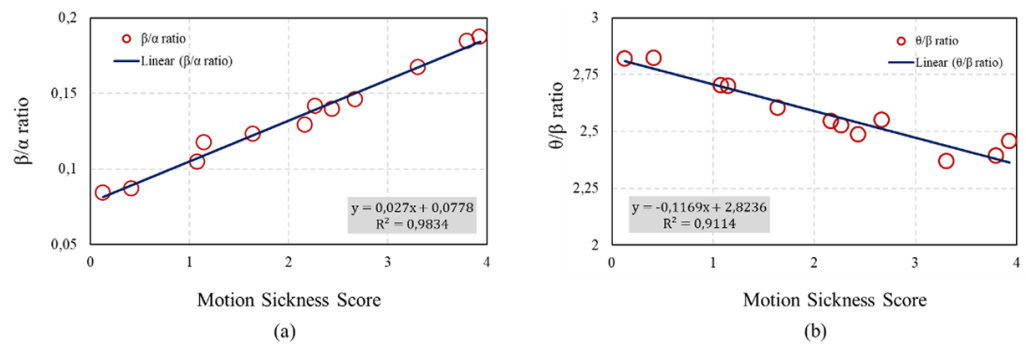 (a)
0,2
β/α ratio
Linear (β/α ratio)
0,15
β/α ratio
0,1
y = 0,027x + 0,0778
R² = 0,9834
0,05
0 1 2 3 4
Motion Sickness Score
(a)
(b)
3
θ/β ratio
Linear (θ/β ratio)
2,75
θ/β ratio
2,5
2,25
y = -0,1169x + 2,8236
R² = 0,9114
2
0 1 2 3 4
Motion Sickness Score
(b)